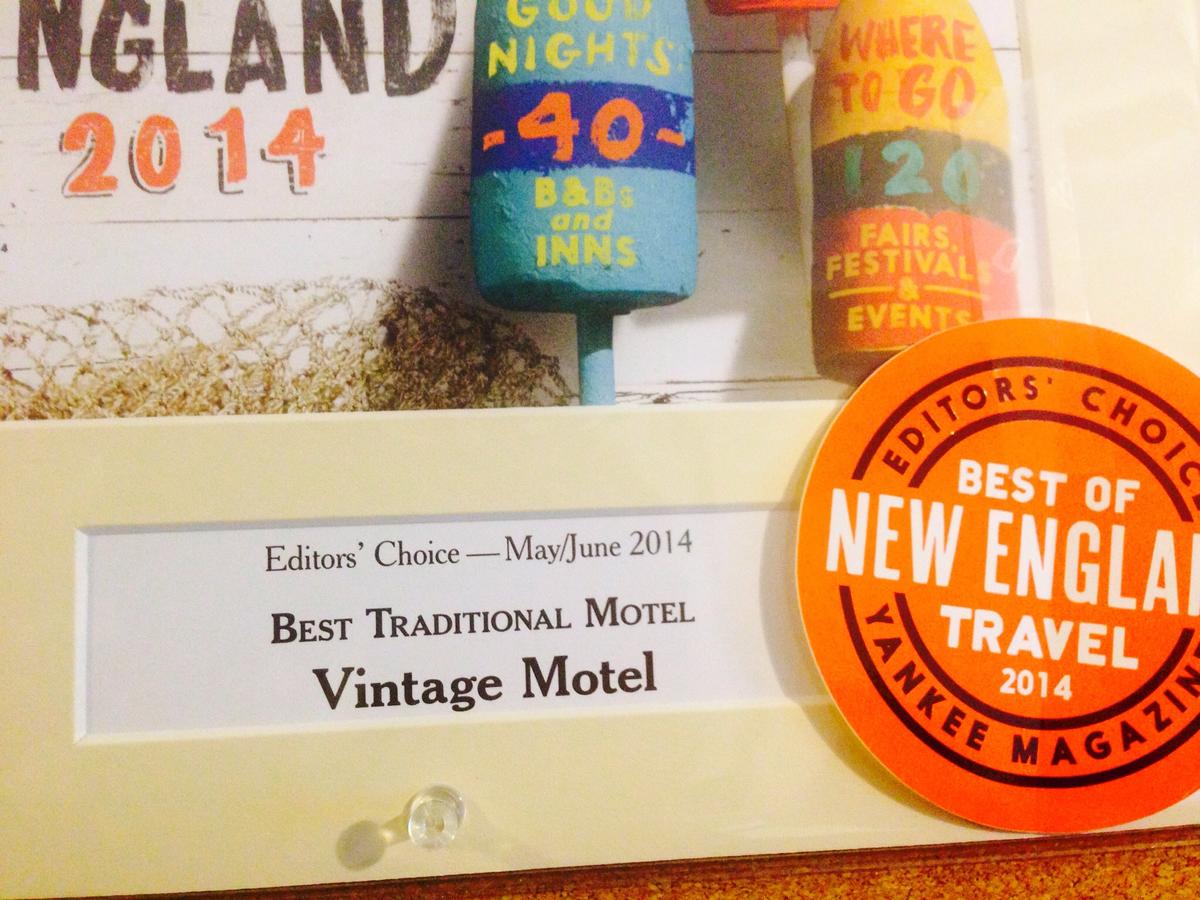 NGLAND
2014
GOOD
NIGHTS
-40-
B&Bs
and
INNS
WHERE
TO GO
120
FAIRS,
FESTIVALS
&
EVENTS
Editors' Choice — May/June 2014
BEST TRADITIONAL MOTEL
Vintage Motel
EDITORS' CHOIC
BEST OF
NEW ENGLAN
TRAVEL
2014
YANKEE MAGAZIN